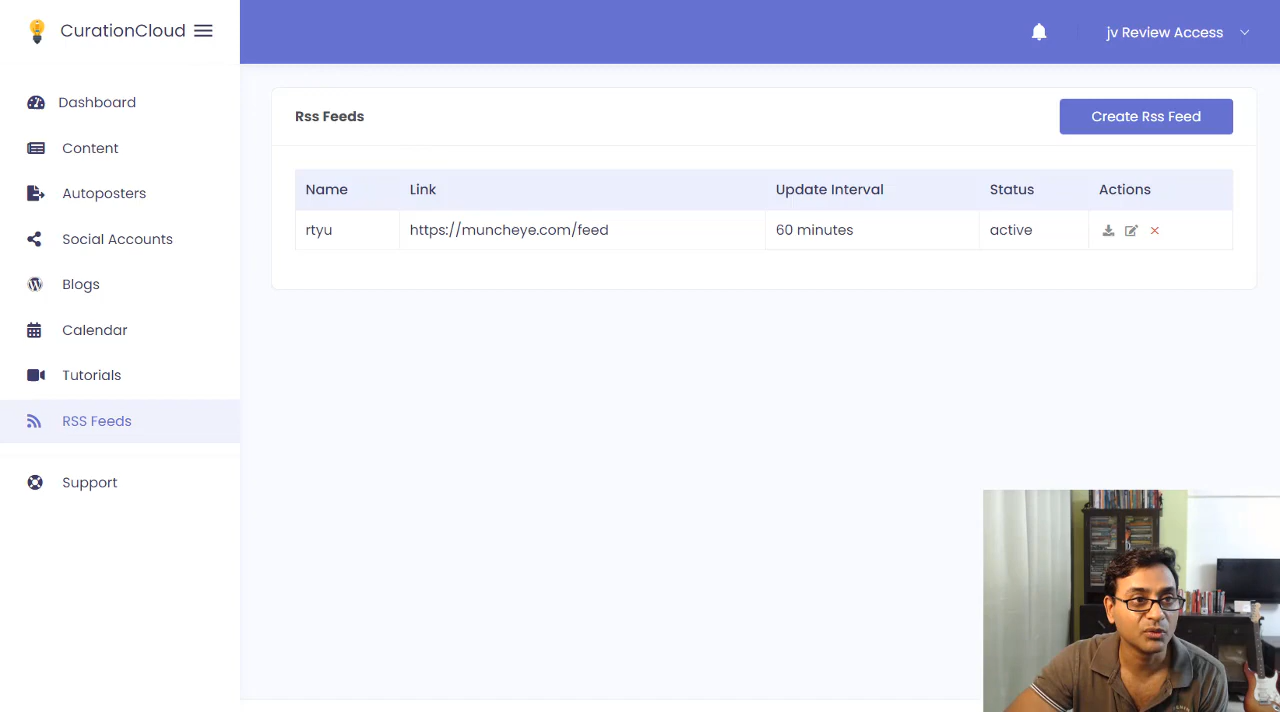 CurationCloud
jv Review Access
Dashboard
Content
Autoposters
Social Accounts
Blogs
Calendar
Tutorials
RSS Feeds
Support
Rss Feeds
Create Rss Feed
Name Link Update Interval Status Actions
rtyu https://muncheye.com/feed 60 minutes active